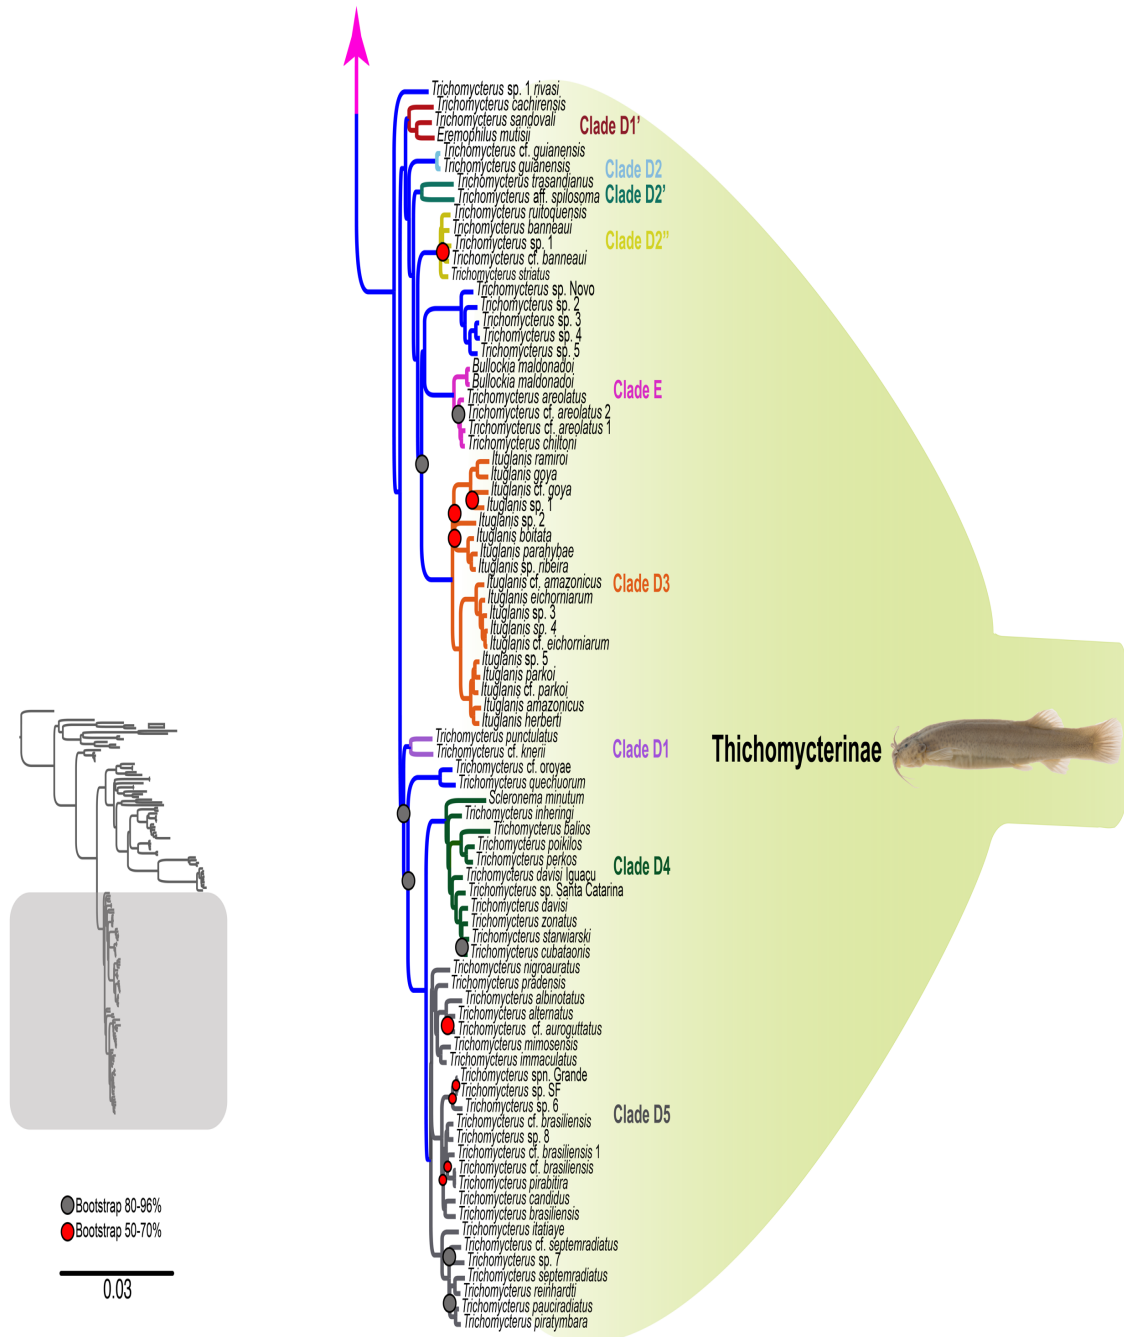 Trichomycterus sp. 1 rivasi
Trichomycterus cachirensis
Trichomycterus sandovali
Eremophilus mutisii
Clade D1’
Trichomycterus cf. guianensis
Trichomycterus guianensis
Clade D2
Trichomycterus trasandianus
Trichomycterus aff. spilosoma
Clade D2’
Trichomycterus ruitoquensis
Trichomycterus banneaui
Trichomycterus sp. 1
Trichomycterus cf. banneaui
Trichomycterus striatus
Clade D2”
Trichomycterus sp. Novo
Trichomycterus sp. 2
Trichomycterus sp. 3
Trichomycterus sp. 4
Trichomycterus sp. 5
Bullockia maldonadoi
Bullockia maldonadoi
Trichomycterus areolatus
Trichomycterus cf. areolatus 2
Trichomycterus cf. areolatus 1
Trichomycterus chiltoni
Clade E
Ituglanis ramiroi
Ituglanis goya
Ituglanis cf. goya
Ituglanis sp. 1
Ituglanis sp. 2
Ituglanis boitata
Ituglanis parahybae
Ituglanis sp. ribeira
Ituglanis cf. amazonicus
Ituglanis eichorniarum
Ituglanis sp. 3
Ituglanis sp. 4
Ituglanis cf. eichorniarum
Ituglanis sp. 5
Ituglanis parkoi
Ituglanis cf. parkoi
Ituglanis amazonicus
Ituglanis herberti
Clade D3
Trichomycterus punctulatus
Trichomycterus cf. knerii
Clade D1
Thichomycterinae
Trichomycterus cf. oroyae
Trichomycterus quechuorum
Scleronema minutum
Trichomycterus inheringi
Trichomycterus balios
Trichomycterus poikilos
Trichomycterus perkos
Trichomycterus davisi Iguaçu
Trichomycterus sp. Santa Catarina
Trichomycterus davisi
Trichomycterus zonatus
Trichomycterus starwiarski
Trichomycterus cubataonis
Clade D4
Trichomycterus nigroauratus
Trichomycterus pradensis
Trichomycterus albinotatus
Trichomycterus alternatus
Trichomycterus cf. auroguttatus
Trichomycterus mimosensis
Trichomycterus immaculatus
Trichomycterus spn. Grande
Trichomycterus sp. SF
Trichomycterus sp. 6
Trichomycterus cf. brasiliensis
Trichomycterus sp. 8
Trichomycterus cf. brasiliensis 1
Trichomycterus cf. brasiliensis
Trichomycterus pirabitira
Trichomycterus candidus
Trichomycterus brasiliensis
Trichomycterus itatiaye
Trichomycterus cf. septemradiatus
Trichomycterus sp. 7
Trichomycterus septemradiatus
Trichomycterus reinhardti
Trichomycterus pauciradiatus
Trichomycterus piratymbara
Clade D5
Bootstrap 80-96%
Bootstrap 50-70%
0.03